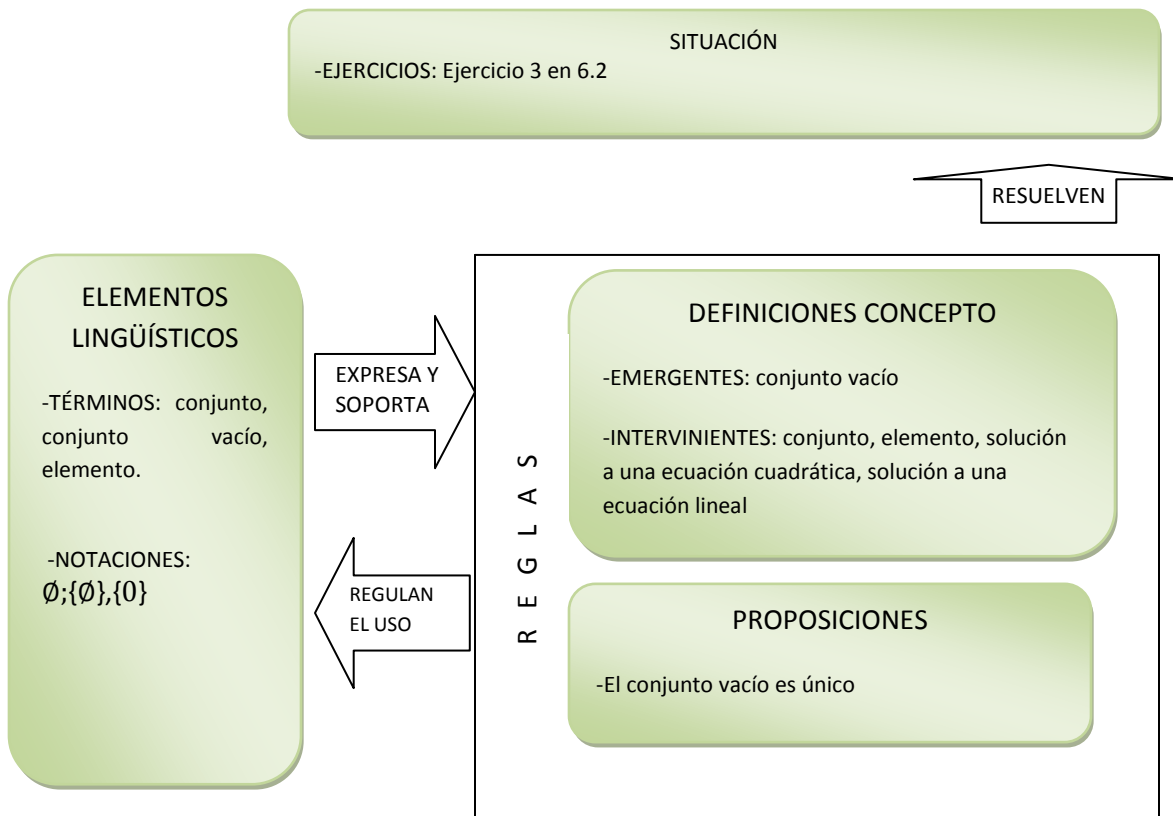 SITUACIÓN
-EJERCICIOS: Ejercicio 3 en 6.2
RESUELVEN
ELEMENTOS
LINGÜÍSTICOS
-TÉRMINOS: conjunto,
conjunto vacío,
elemento.
-NOTACIONES:
Ø;{Ø},{0}
EXPRESA Y
SOPORTA
REGULAN
EL USO
REGLAS
DEFINICIONES CONCEPTO
-EMERGENTES: conjunto vacío
-INTERVINIENTES: conjunto, elemento, solución
a una ecuación cuadrática, solución a una
ecuación lineal
PROPOSICIONES
-El conjunto vacío es único